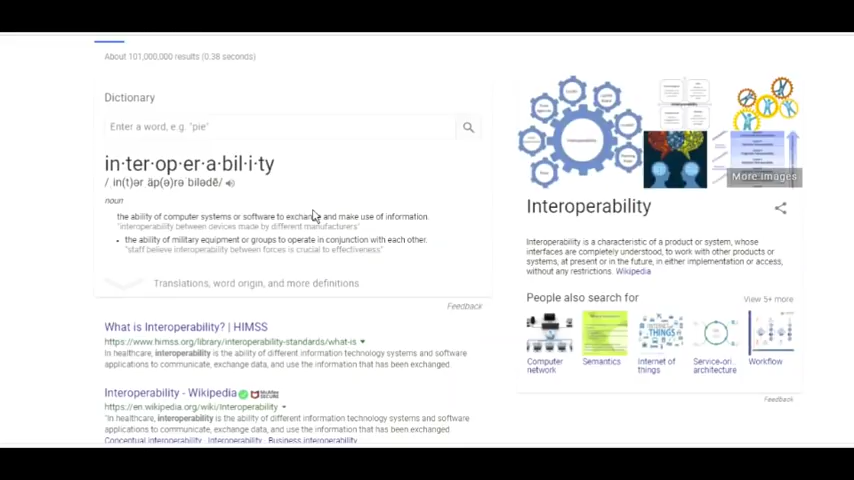 About 101,000,000 results (0.38 seconds)
Dictionary
Enter a word, e.g. "pie"
in·ter·op·er·a·bil·i·ty
/ˌin(t)ərˌäp(ə)rəˈbilədē/
noun
the ability of computer systems or software to exchange and make use of information.
"interoperability between devices made by different manufacturers"
• the ability of military equipment or groups to operate in conjunction with each other.
"staff believe interoperability between forces is crucial to effectiveness"
Translations, word origin, and more definitions
Feedback
What is Interoperability? | HIMSS
https://www.himss.org/library/interoperability-standards/what-is
In healthcare, interoperability is the ability of different information technology systems and software
applications to communicate, exchange data, and use the information that has been exchanged.
Interoperability - Wikipedia
https://en.wikipedia.org/wiki/Interoperability
"In healthcare, interoperability is the ability of different information technology systems and software
applications to communicate, exchange data, and use the information that has been exchanged
Conceptual interoperability · Interoperability · Business interoperability
More images
Interoperability
Interoperability is a characteristic of a product or system, whose
interfaces are completely understood, to work with other products or
systems, at present or in the future, in either implementation or access,
without any restrictions. Wikipedia
People also search for
View 5+ more
Computer network
Semantics
Internet of things
Service-ori... architecture
Workflow
Feedback